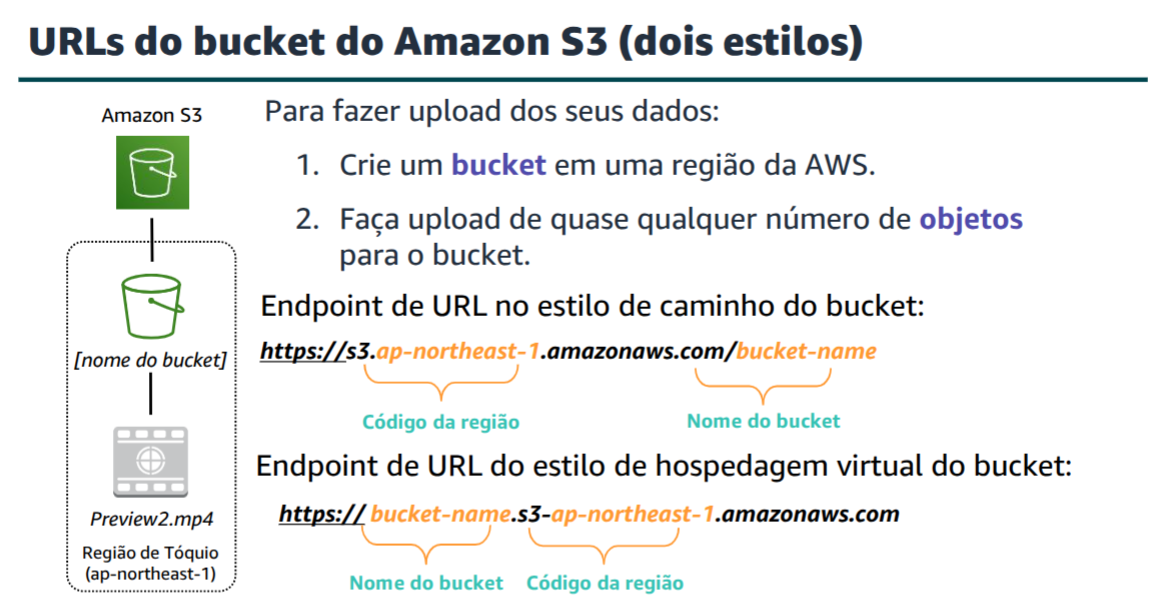 URLs do bucket do Amazon S3 (dois estilos)
Amazon S3
[nome do bucket]
Preview2.mp4
Região de Tóquio
(ap-northeast-1)
Para fazer upload dos seus dados:
1. Crie um bucket em uma região da AWS.
2. Faça upload de quase qualquer número de objetos
para o bucket.
Endpoint de URL no estilo de caminho do bucket:
https://s3.ap-northeast-1.amazonaws.com/bucket-name
Código da região
Nome do bucket
Endpoint de URL do estilo de hospedagem virtual do bucket:
https:// bucket-name.s3-ap-northeast-1.amazonaws.com
Nome do bucket
Código da região